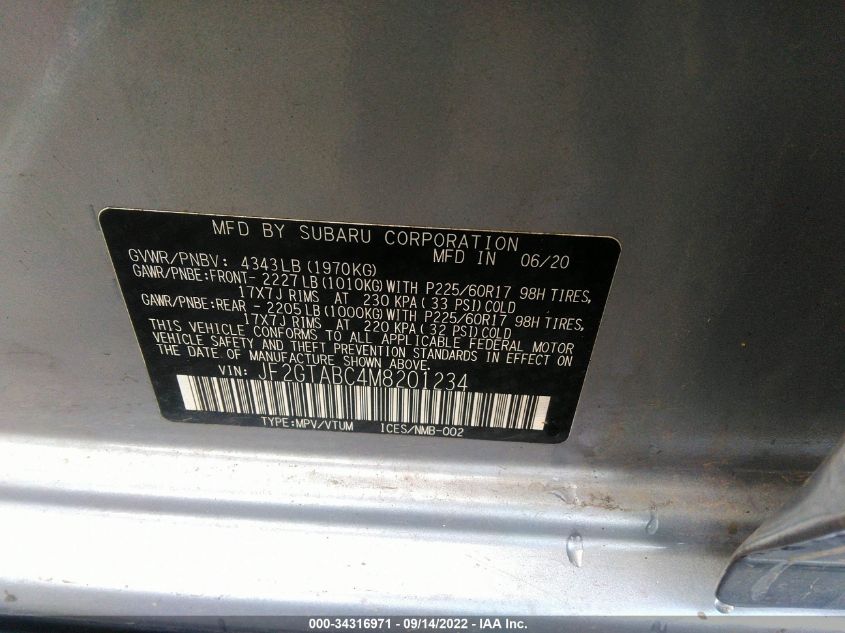 MFD BY SUBARU CORPORATION
GVWR/PNBV: 4343LB (1970KG) MFD IN 06/20
GAWR/PNBE:FRONT- 2227LB (1010KG) WITH P225/60R17 98H TIRES,
17X7J RIMS AT 230 KPA (33 PSI) COLD
GAWR/PNBE:REAR - 2205LB (1000KG) WITH P225/60R17 98H TIRES,
17X7J RIMS AT 220 KPA (32 PSI) COLD
THIS VEHICLE CONFORMS TO ALL APPLICABLE FEDERAL MOTOR
VEHICLE SAFETY AND THEFT PREVENTION STANDARDS IN EFFECT ON
THE DATE OF MANUFACTURE SHOWN ABOVE.
VIN: JF2GTABC4M8201234
TYPE:MPV/VTUM ICES/NMB-002
000-34316971 - 09/14/2022 - IAA Inc.